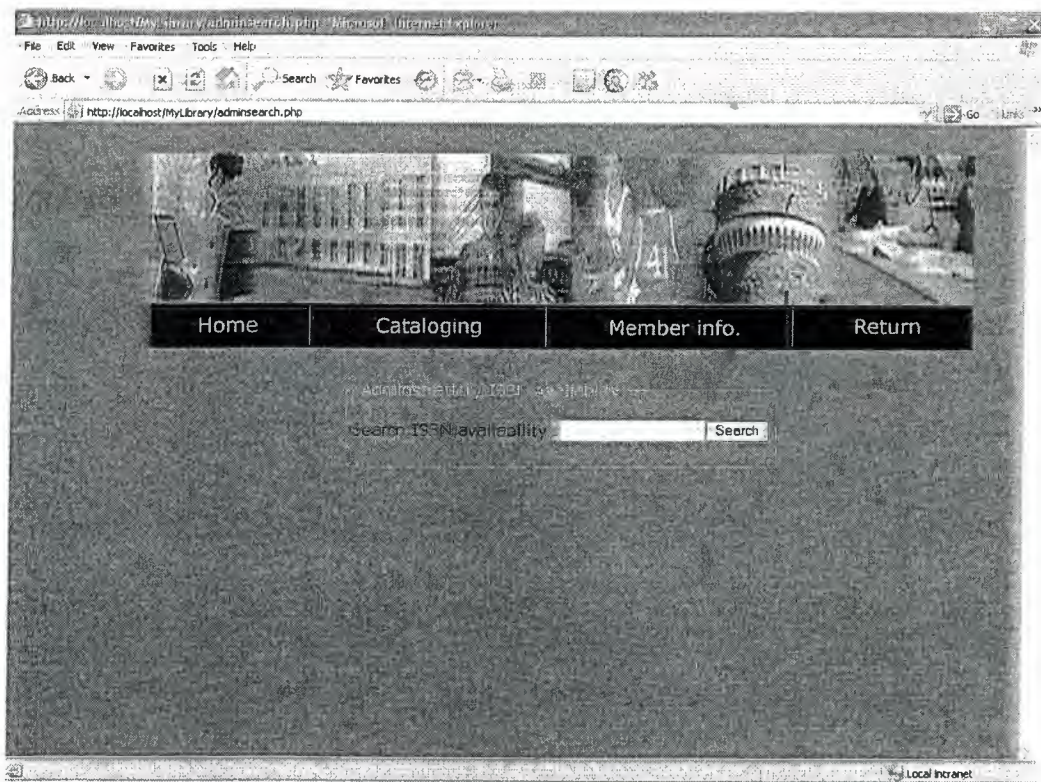 http://localhost/MyLibrary/adminsearch.php - Microsoft Internet Explorer
File Edit View Favorites Tools Help
Back Search Favorites
Address http://localhost/MyLibrary/adminsearch.php Go Links
Home Cataloging Member info. Return
Search ISBN availability Search
Local intranet